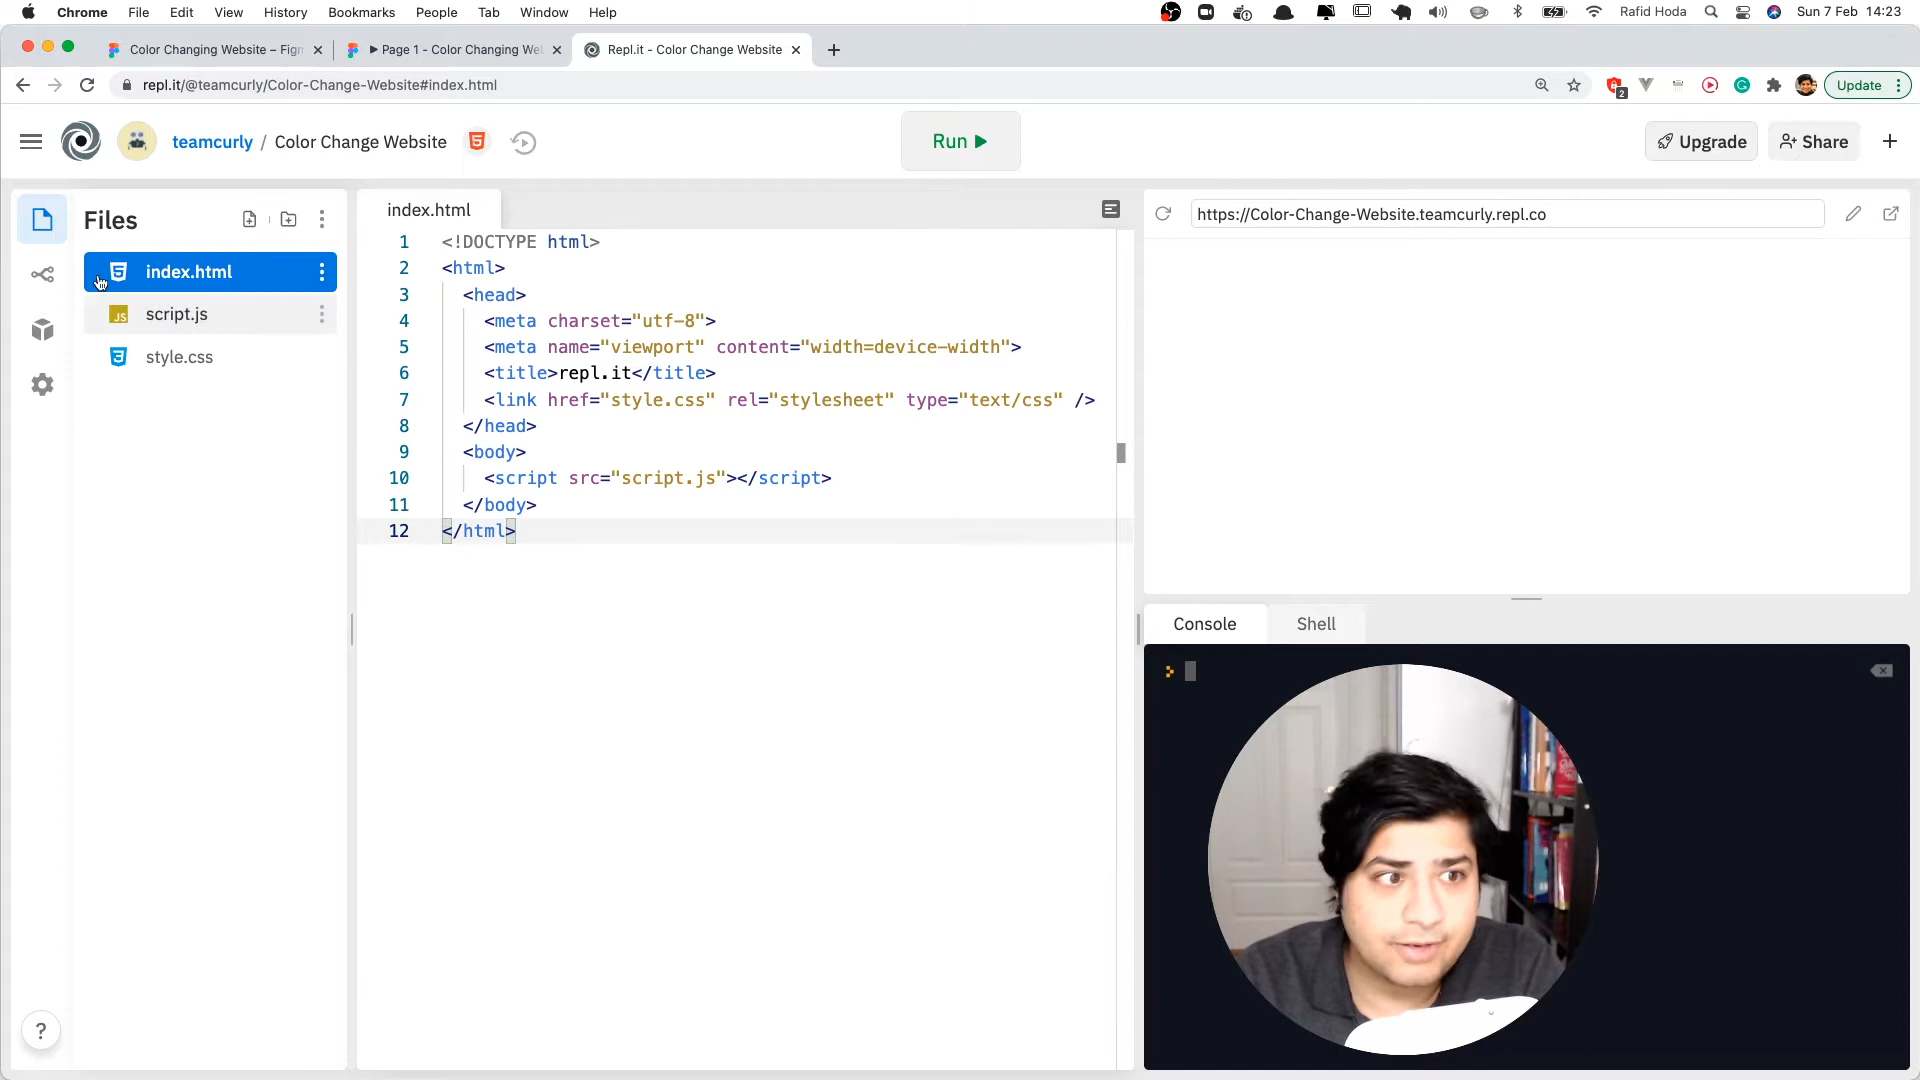 Chrome File Edit View History Bookmarks People Tab Window Help Rafid Hoda Sun 7 Feb 14:23
Color Changing Website – Figm Page 1 - Color Changing Web Repl.it - Color Change Website
repl.it/@teamcurly/Color-Change-Website#index.html 2 Update
teamcurly / Color Change Website Run Upgrade Share
Files
index.html
script.js
style.css
index.html
1 <!DOCTYPE html>
2 <html>
3 <head>
4 <meta charset="utf-8">
5 <meta name="viewport" content="width=device-width">
6 <title>repl.it</title>
7 <link href="style.css" rel="stylesheet" type="text/css" />
8 </head>
9 <body>
10 <script src="script.js"></script>
11 </body>
12 </html>
https://Color-Change-Website.teamcurly.repl.co
Console Shell
?